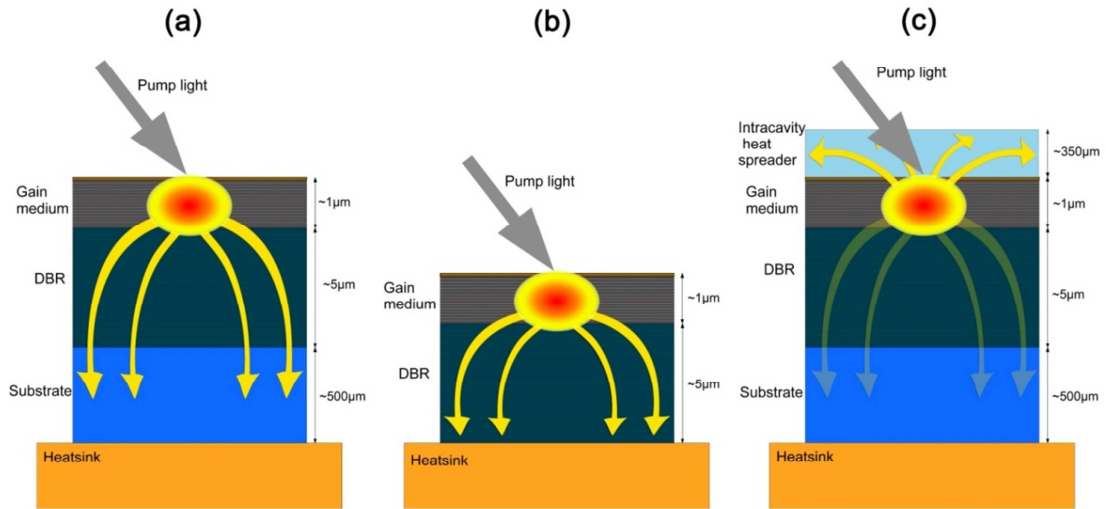 (a)
Pump light
Gain
medium
~1µm
DBR
~5µm
Substrate
~500µm
Heatsink
(b)
Pump light
Gain
medium
~1µm
DBR
~5µm
Heatsink
(c)
Pump light
Intracavity
heat
spreader
~350µm
Gain
medium
~1µm
DBR
~5µm
Substrate
~500µm
Heatsink